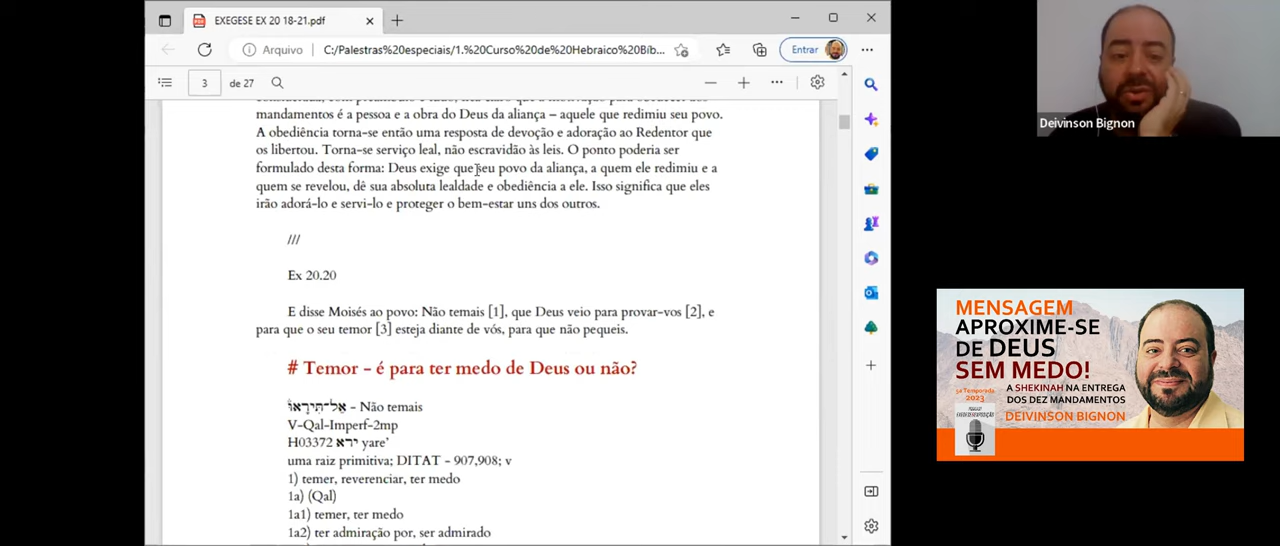 EXEGESE EX 20 18-21.pdf
Arquivo
C:/Palestras%20especiais/1.%20Curso%20de%20Hebraico%20Bíb...
Entrar
3 de 27
mandamentos é a pessoa e a obra do Deus da aliança – aquele que redimiu seu povo.
A obediência torna-se então uma resposta de devoção e adoração ao Redentor que
os libertou. Torna-se serviço leal, não escravidão às leis. O ponto poderia ser
formulado desta forma: Deus exige que seu povo da aliança, a quem ele redimiu e a
quem se revelou, dê sua absoluta lealdade e obediência a ele. Isso significa que eles
irão adorá-lo e servi-lo e proteger o bem-estar uns dos outros.
///
Ex 20.20
E disse Moisés ao povo: Não temais [1], que Deus veio para provar-vos [2], e
para que o seu temor [3] esteja diante de vós, para que não pequeis.
# Temor - é para ter medo de Deus ou não?
אַל־תִּירָאוּ֒ - Não temais
V-Qal-Imperf-2mp
H03372 ירא yare’
uma raiz primitiva; DITAT - 907,908; v
1) temer, reverenciar, ter medo
1a) (Qal)
1a1) temer, ter medo
1a2) ter admiração por, ser admirado
Deivinson Bignon
MENSAGEM
APROXIME-SE
DE DEUS
SEM MEDO!
A SHEKINAH NA ENTREGA
DOS DEZ MANDAMENTOS
DEIVINSON BIGNON
2023